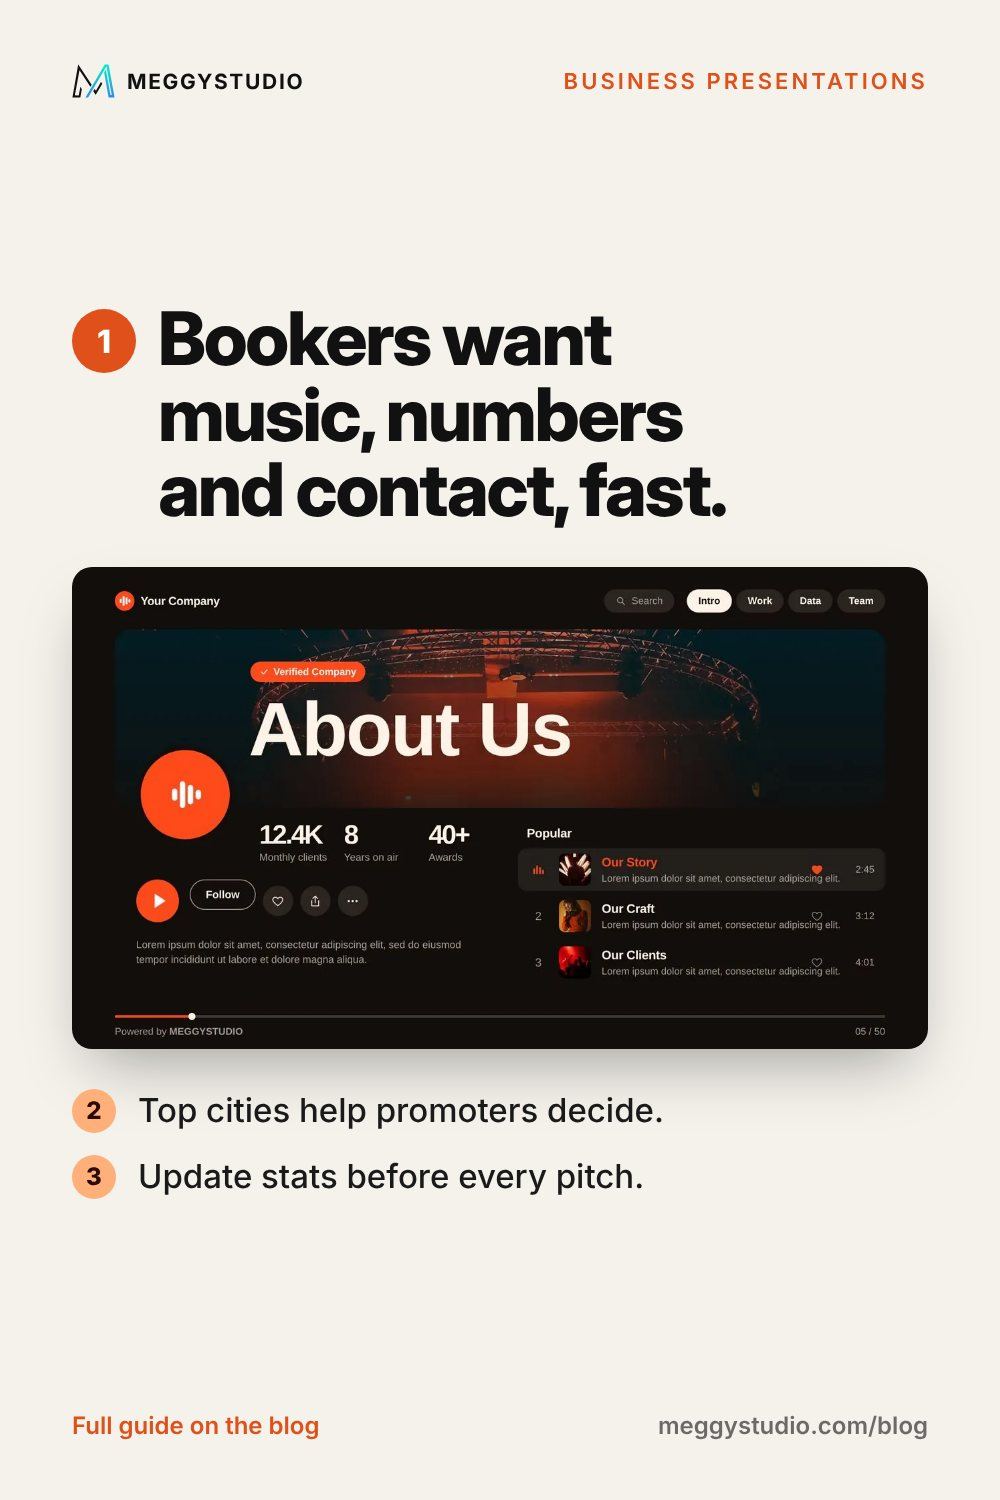 MEGGYSTUDIO
BUSINESS PRESENTATIONS
1
Bookers want
music, numbers
and contact, fast.
Your Company
Search
Intro
Work
Data
Team
Verified Company
About Us
12.4K
Monthly clients
8
Years on air
40+
Awards
Follow
Lorem ipsum dolor sit amet, consectetur adipiscing elit, sed do eiusmod
tempor incididunt ut labore et dolore magna aliqua.
Popular
Our Story
Lorem ipsum dolor sit amet, consectetur adipiscing elit.
2:45
2
Our Craft
Lorem ipsum dolor sit amet, consectetur adipiscing elit.
3:12
3
Our Clients
Lorem ipsum dolor sit amet, consectetur adipiscing elit.
4:01
Powered by MEGGYSTUDIO
05 / 50
2 Top cities help promoters decide.
3 Update stats before every pitch.
Full guide on the blog
meggystudio.com/blog